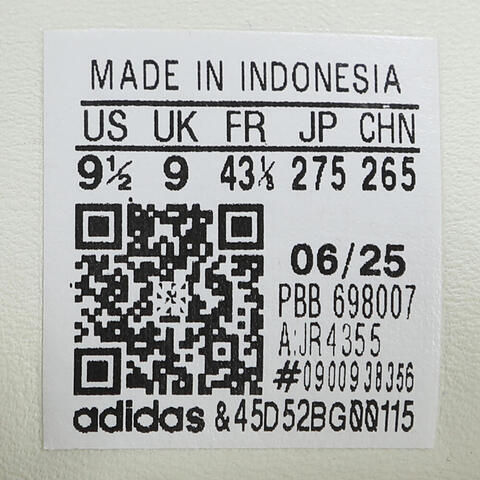 MADE IN INDONESIA
US UK FR JP CHN
9½ 9 43⅓ 275 265
06/25
PBB 698007
A:JR4355
#0900938356
adidas &45D52BG00115